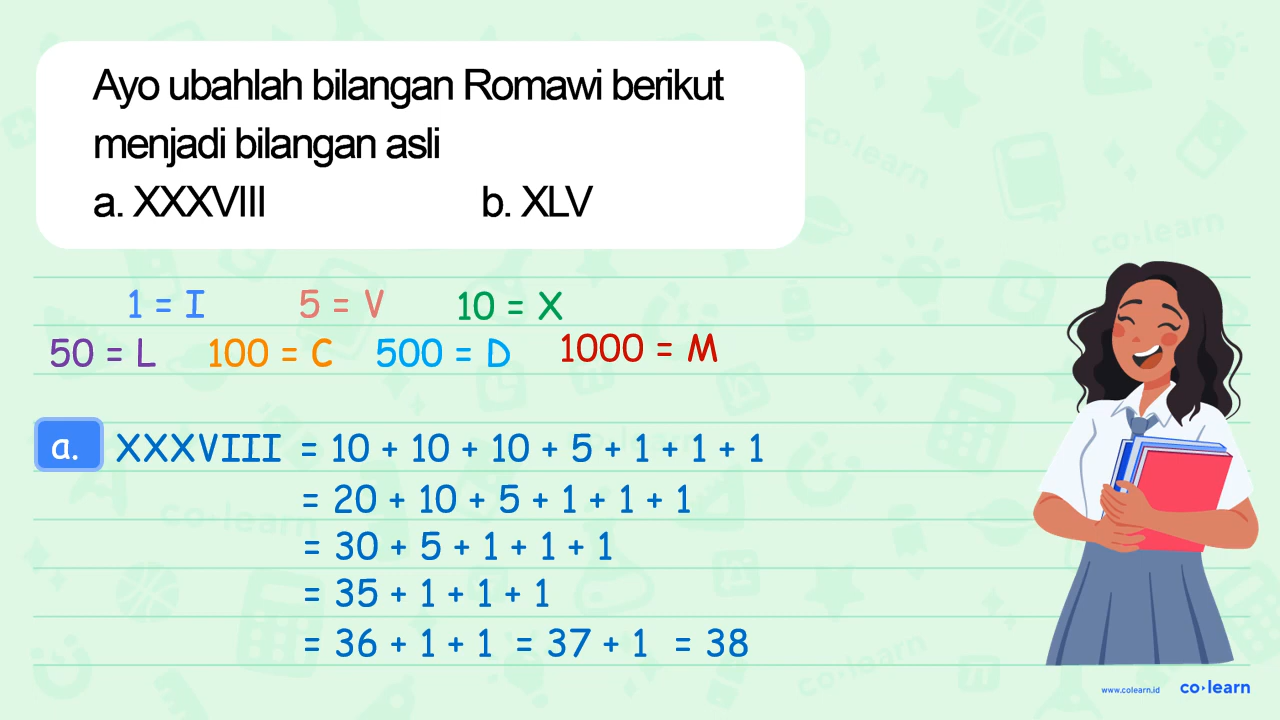 Ayo ubahlah bilangan Romawi berikut
menjadi bilangan asli
a. XXXVIII b. XLV
1 = I 5 = V 10 = X
50 = L 100 = C 500 = D 1000 = M
a. XXXVIII = 10 + 10 + 10 + 5 + 1 + 1 + 1
= 20 + 10 + 5 + 1 + 1 + 1
= 30 + 5 + 1 + 1 + 1
= 35 + 1 + 1 + 1
= 36 + 1 + 1 = 37 + 1 = 38
www.colearn.id co·learn